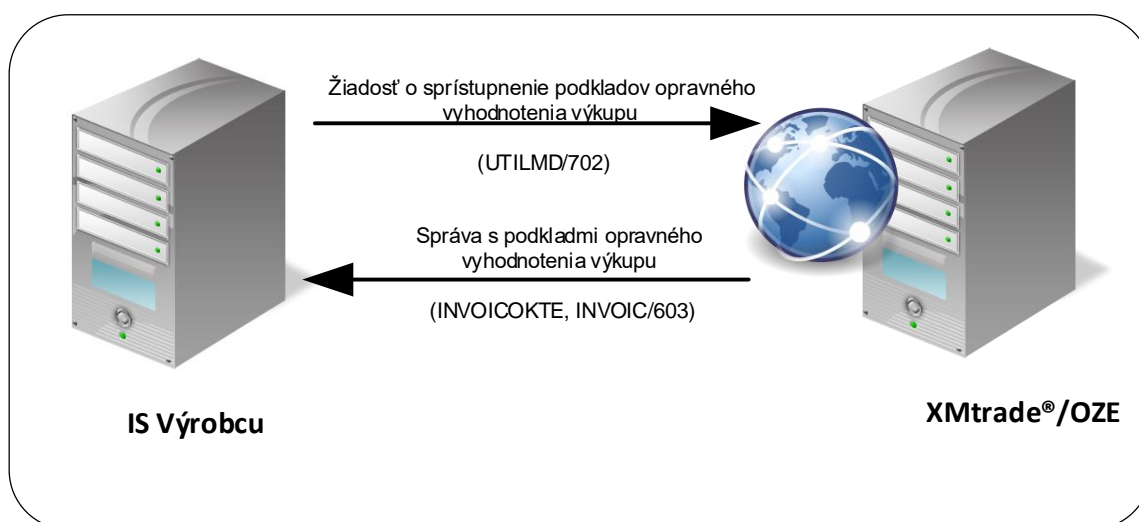 Žiadosť o sprístupnenie podkladov opravného
vyhodnotenia výkupu
(UTILMD/702)
Správa s podkladmi opravného
vyhodnotenia výkupu
(INVOICOKTE, INVOIC/603)
IS Výrobcu
XMtrade®/OZE